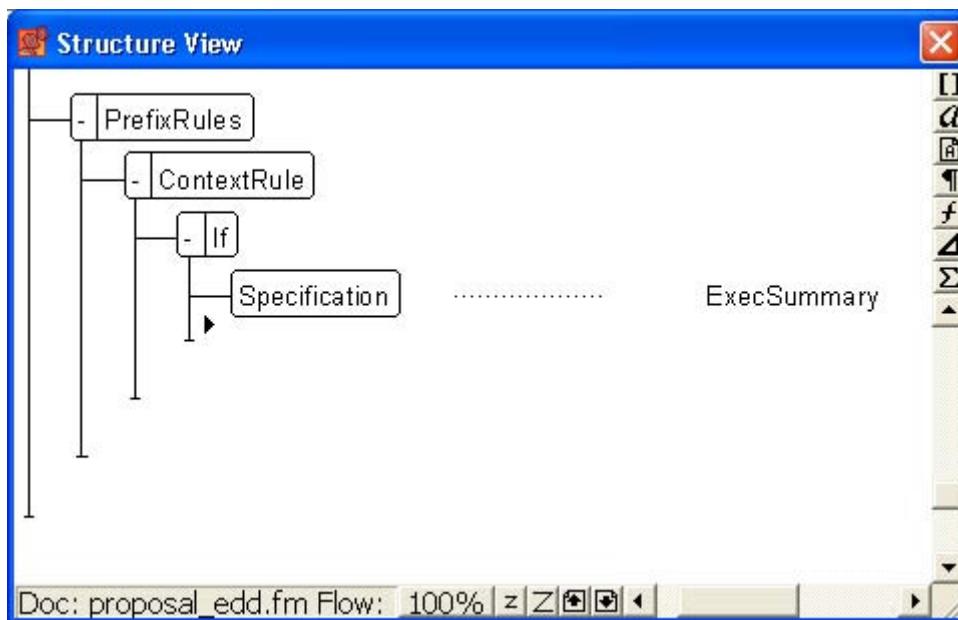 Structure View
- PrefixRules
- ContextRule
- If
Specification ExecSummary
Doc: proposal_edd.fm Flow: 100% z Z